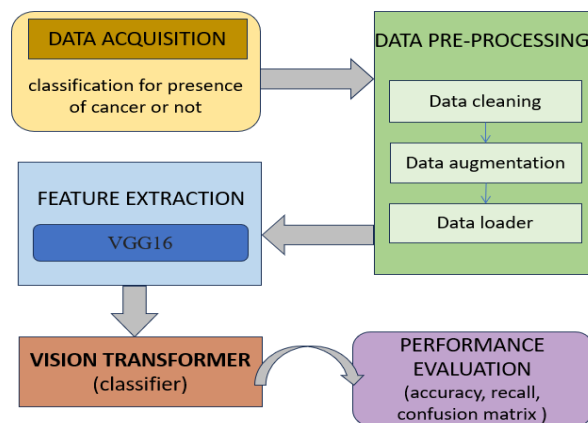 DATA ACQUISITION
classification for presence
of cancer or not
DATA PRE-PROCESSING
Data cleaning
Data augmentation
Data loader
FEATURE EXTRACTION
VGG16
VISION TRANSFORMER
(classifier)
PERFORMANCE
EVALUATION
(accuracy, recall,
confusion matrix )